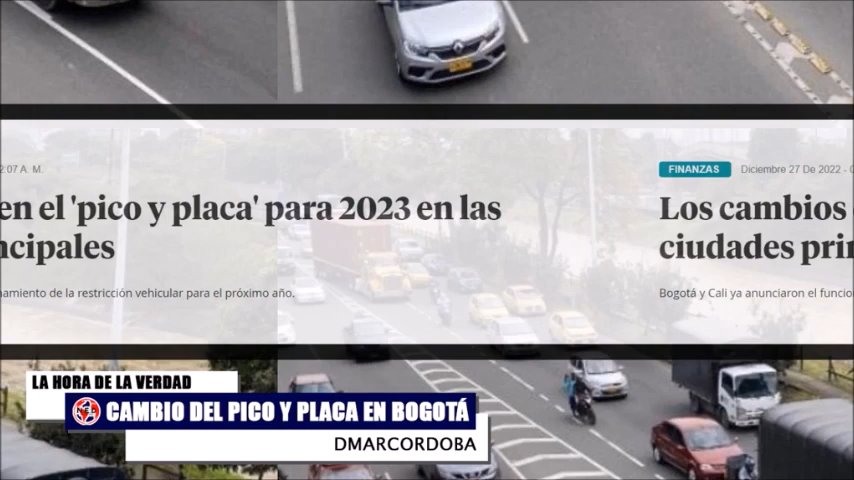 2:07 A. M.
en el 'pico y placa' para 2023 en las
ncipales
namiento de la restricción vehicular para el próximo año.
FINANZAS Diciembre 27 De 2022 -
Los cambios
ciudades prin
Bogotá y Cali ya anunciaron el funcio
LA HORA DE LA VERDAD
CAMBIO DEL PICO Y PLACA EN BOGOTÁ
DMARCORDOBA